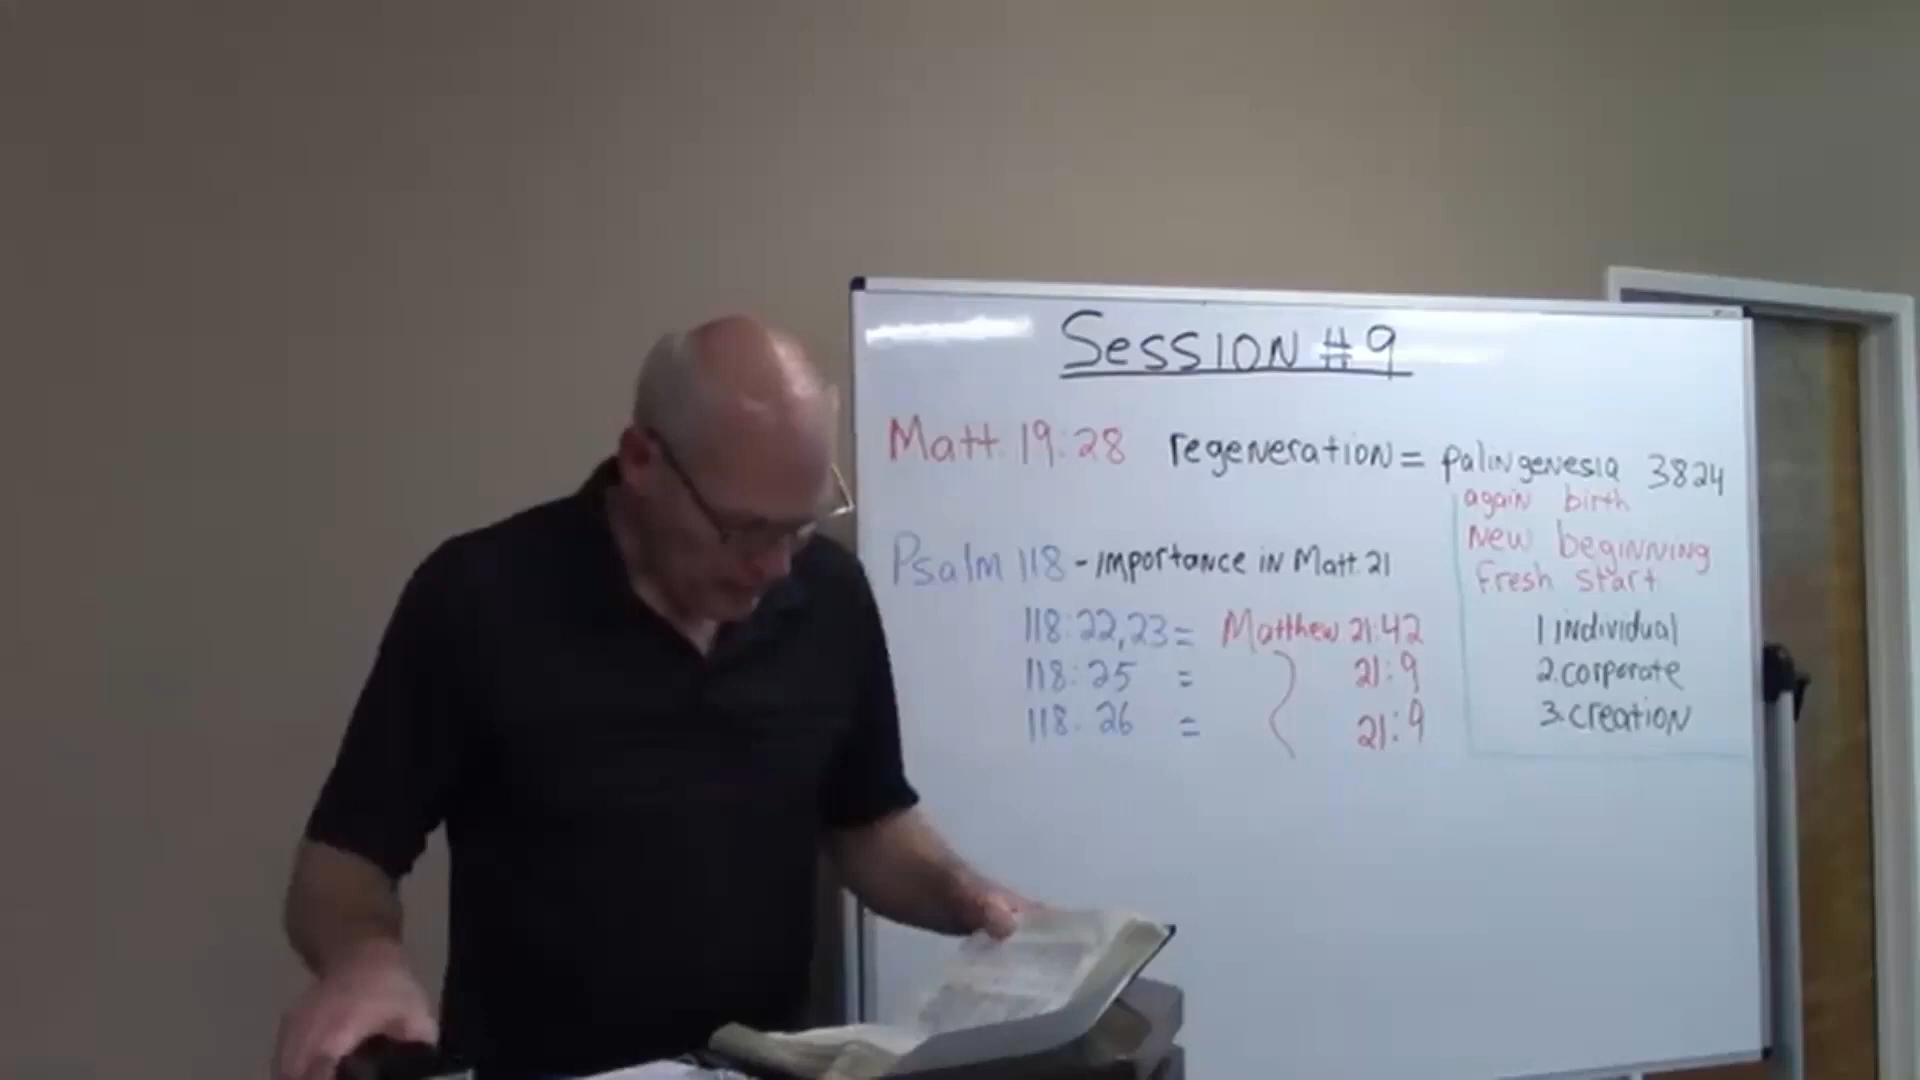 Session #9
Matt. 19:28 regeneration = palingenesia 3824
again birth
New beginning
Fresh start
1 individual
2. corporate
3. creation
Psalm 118 - importance in Matt. 21
118:22,23 = Matthew 21:42
118:25 = 21:9
118:26 = 21:9